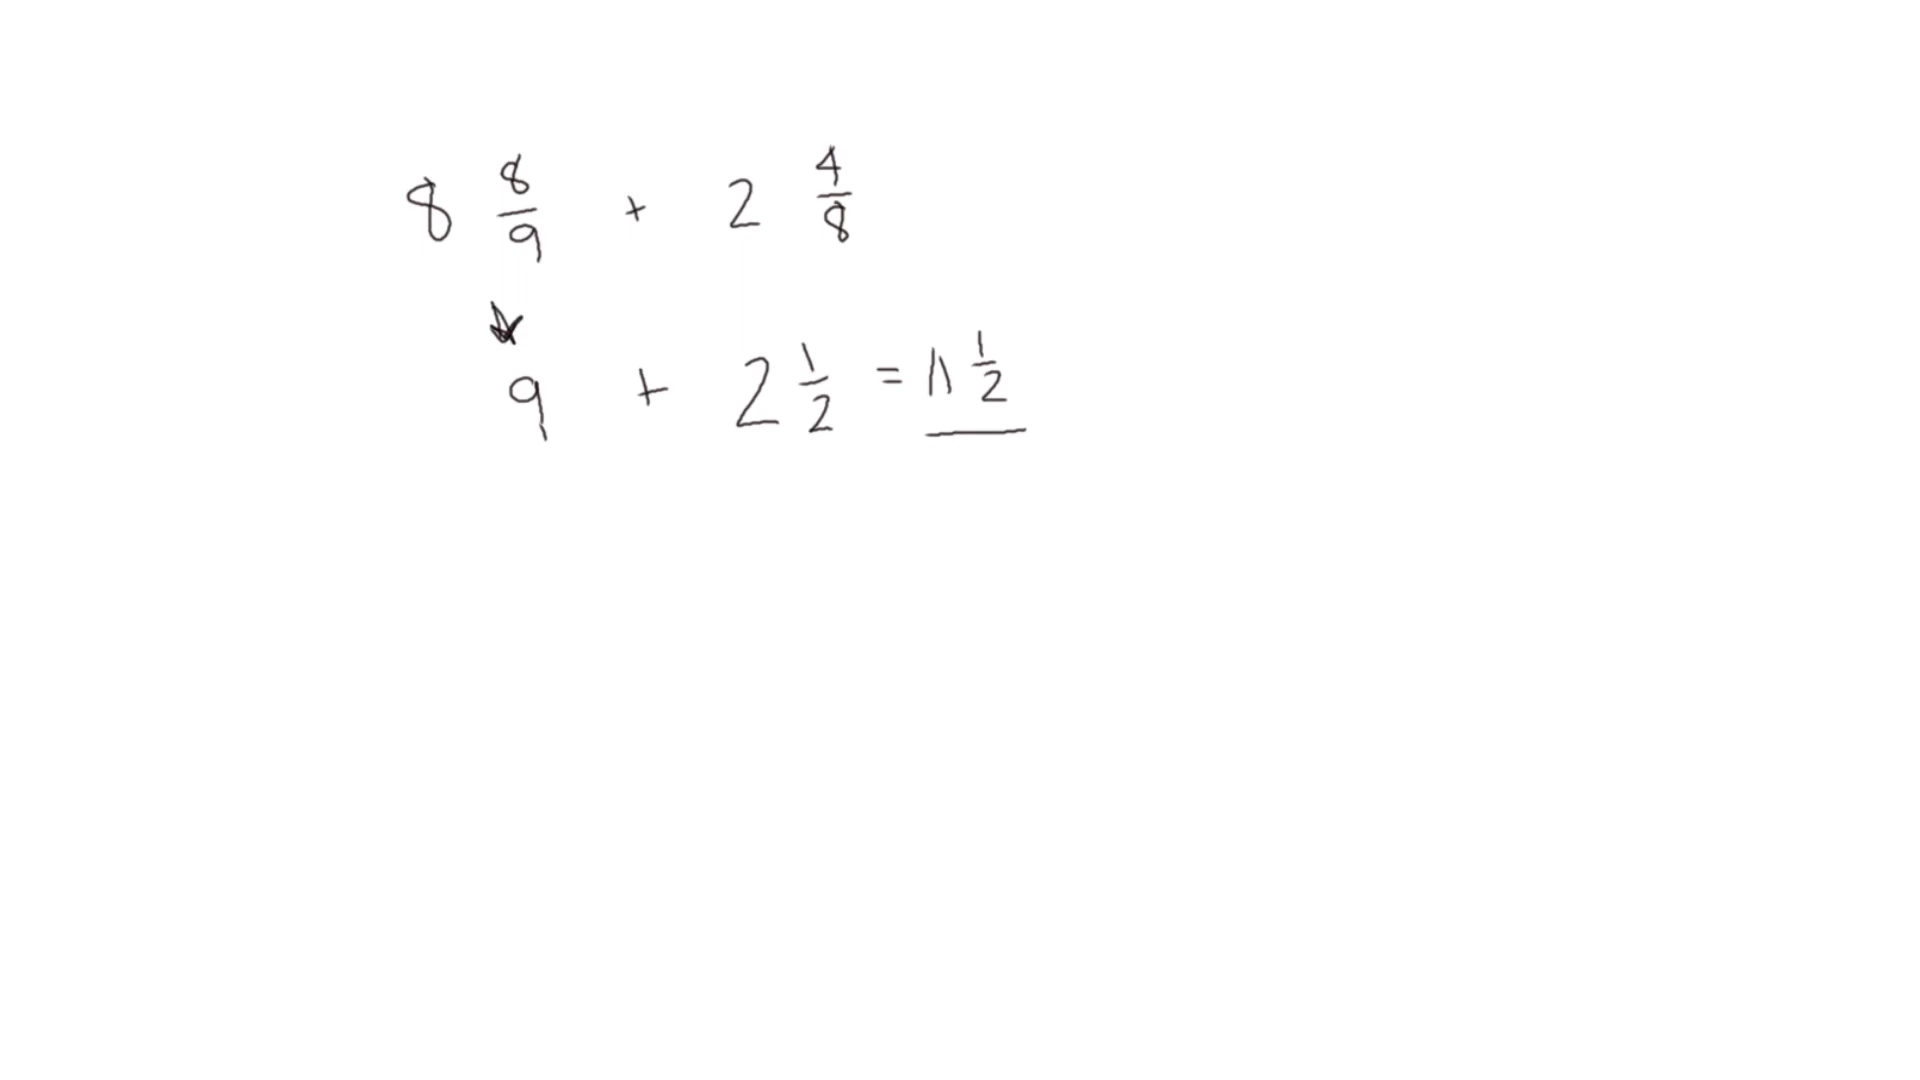 8 8/9 + 2 4/8
9 + 2 1/2 = 11 1/2